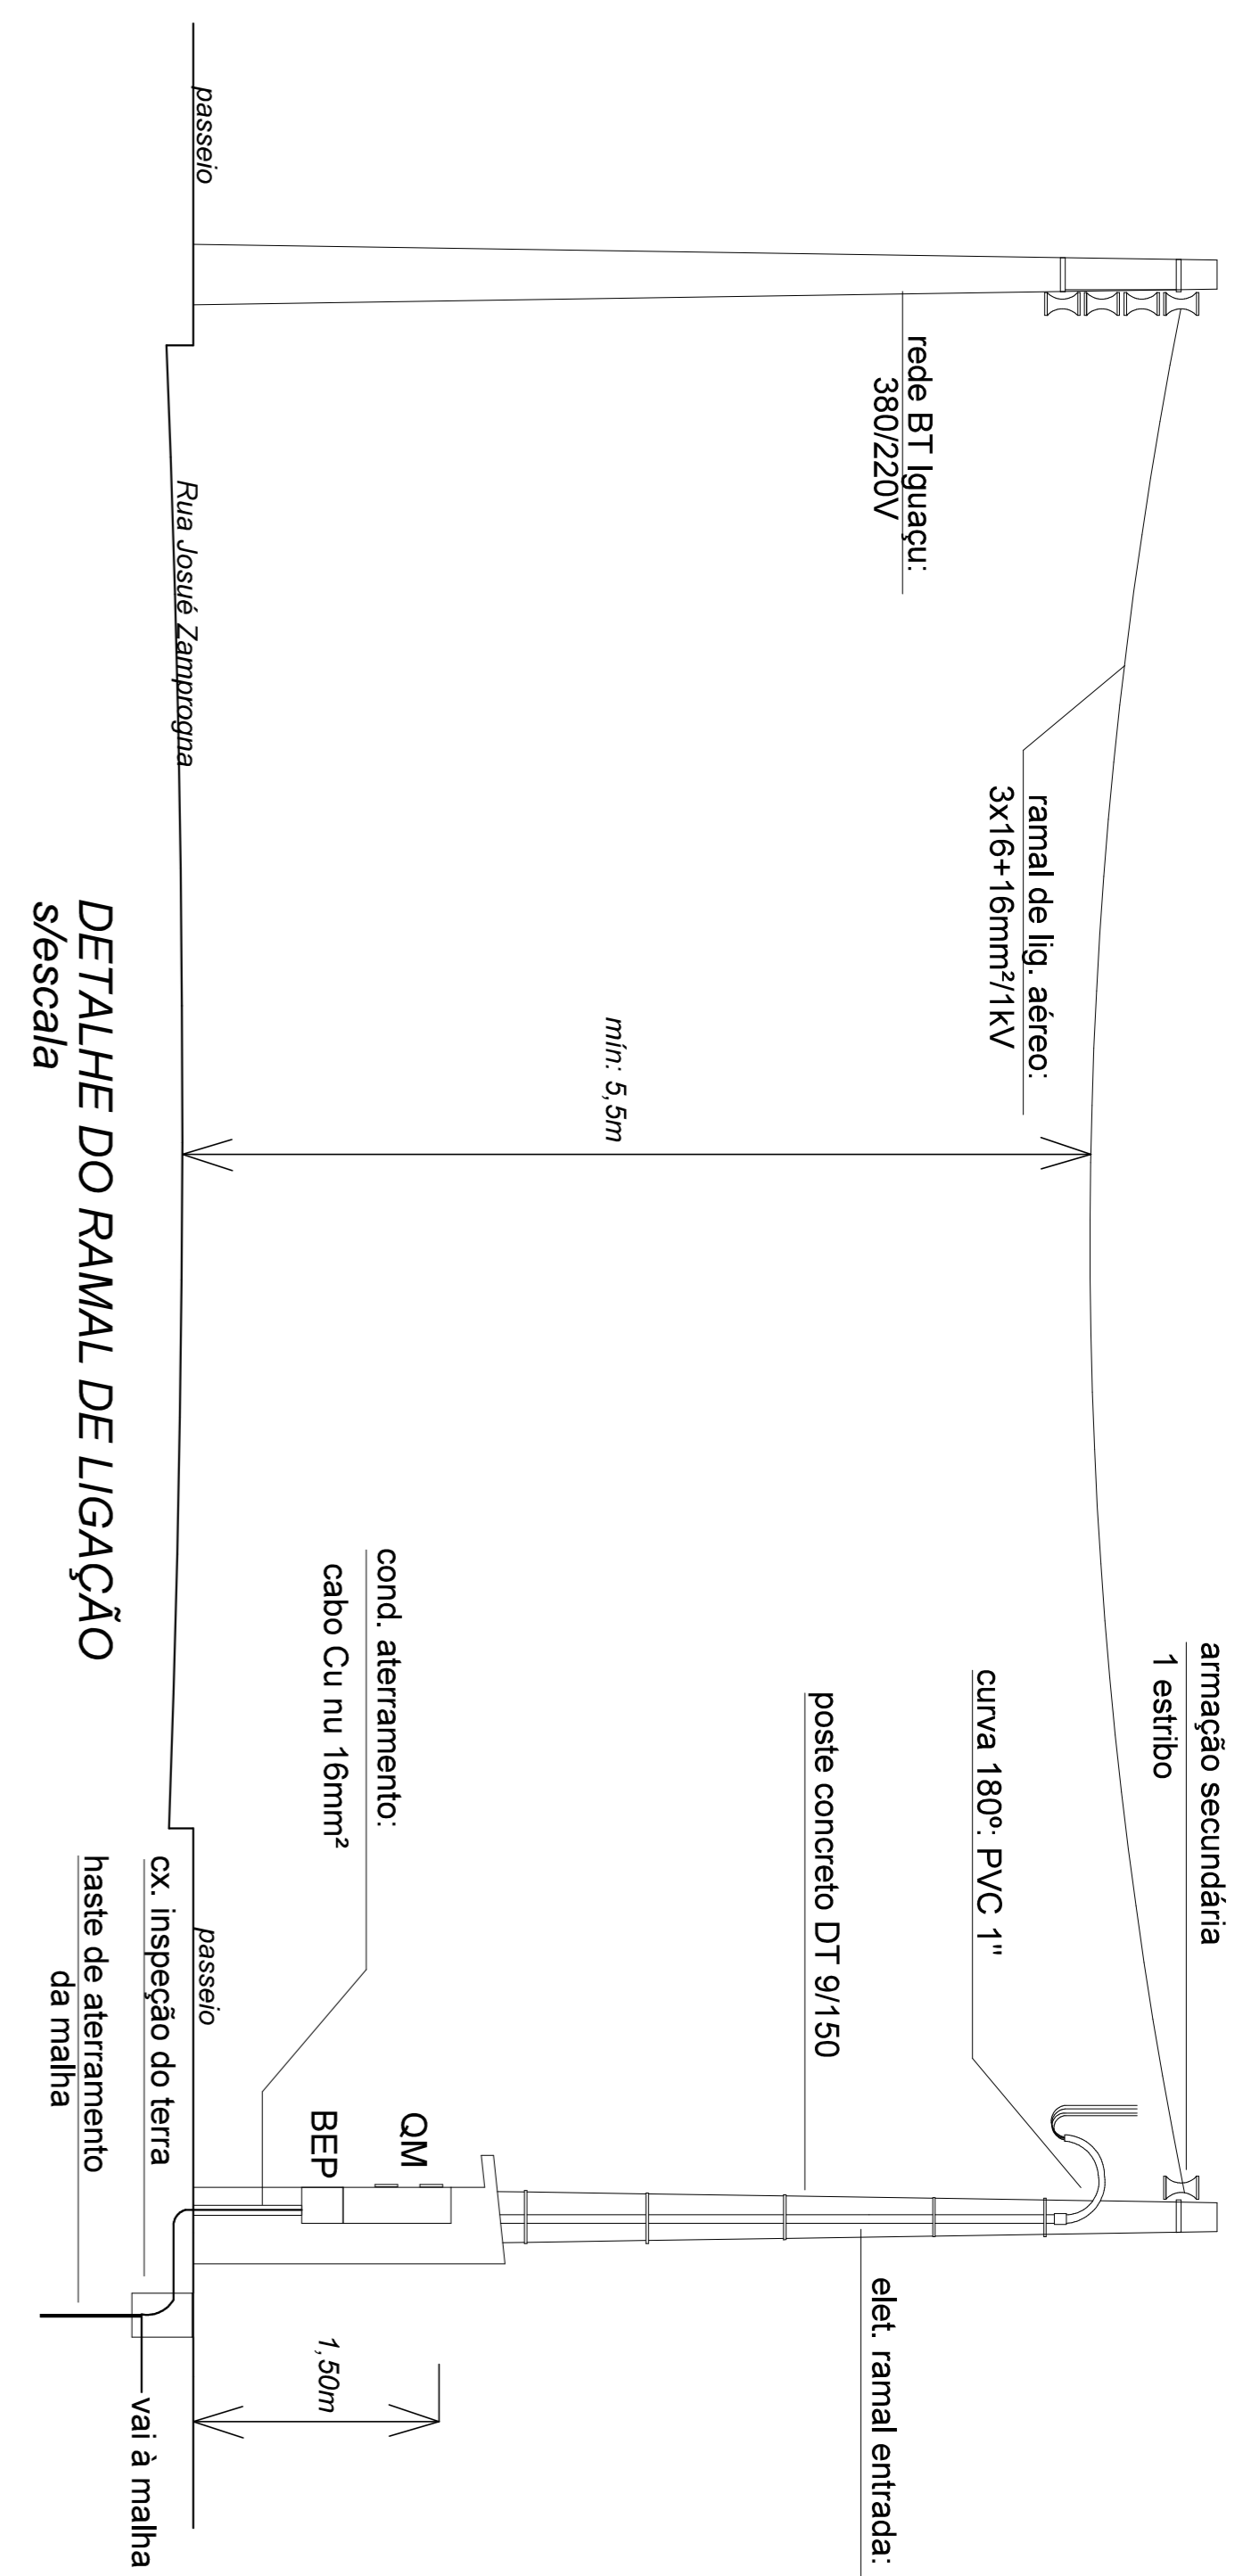 armação secundária
1 estribo
ramal de lig. aéreo:
3x16+16mm²/1kV
curva 180º: PVC 1"
rede BT Iguaçu:
380/220V
poste concreto DT 9/150
elet. ramal entrada:
mín: 5,5m
cond. aterramento:
cabo Cu nu 16mm²
QM
BEP
1,50m
passeio
Rua Josué Zamprogna
passeio
cx. inspeção do terra
vai à malha
haste de aterramento
da malha
DETALHE DO RAMAL DE LIGAÇÃO
s/escala